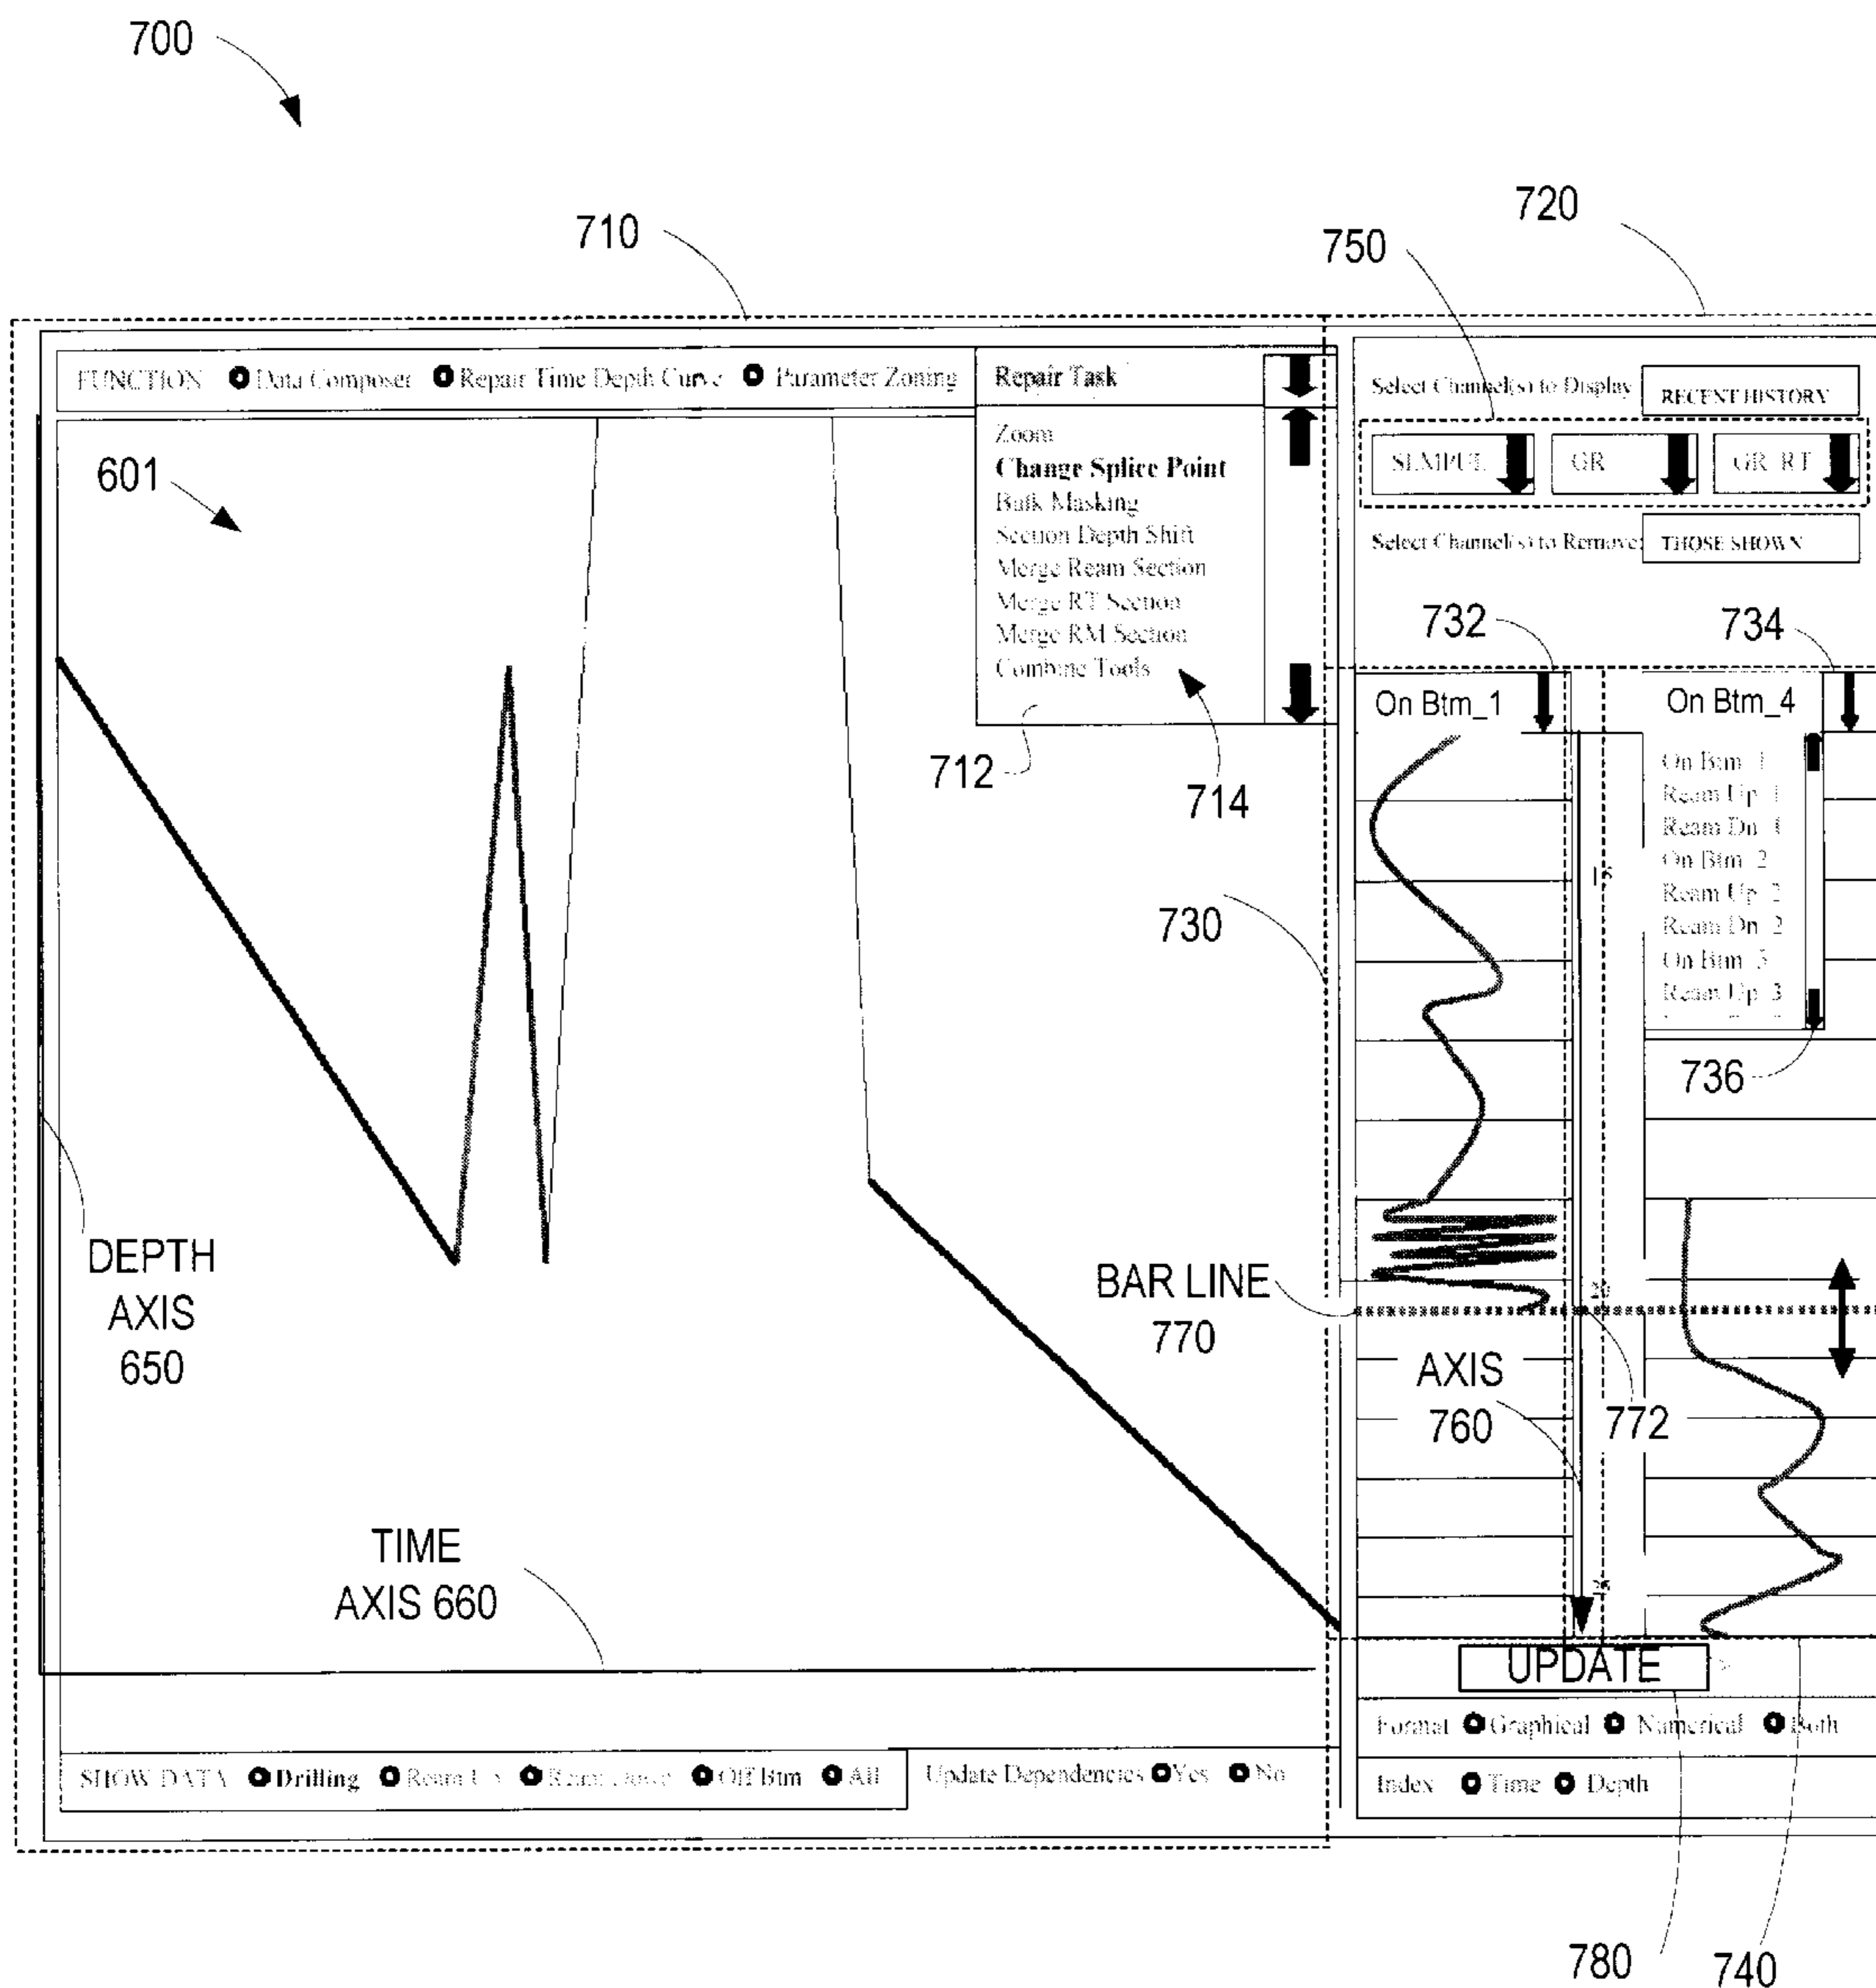 700
720
710
750
FUNCTION Data Composer Repair Time Depth Curve Parameter Zoning
Repair Task
Zoom
Change Splice Point
Bulk Masking
Section Depth Shift
Merge Ream Section
Merge RT Section
Merge RM Section
Combine Tools
712
714
601
Select Channel(s) to Display
RECENT HISTORY
GR
GR RT
Select Channel(s) to Remove:
THOSE SHOWN
732
734
On Btm_1
On Btm_4
On Btm 1
Ream Up 1
Ream Dn 1
On Btm 2
Ream Up 2
Ream Dn 2
On Btm 3
Ream Up 3
15
736
730
DEPTH
AXIS
650
BAR LINE
770
20
AXIS
760
772
TIME
AXIS 660
UPDATE
Format Graphical Numerical Both
Index Time Depth
SHOW DATA Drilling Ream Off Btm All
Update Dependencies Yes No
780
740